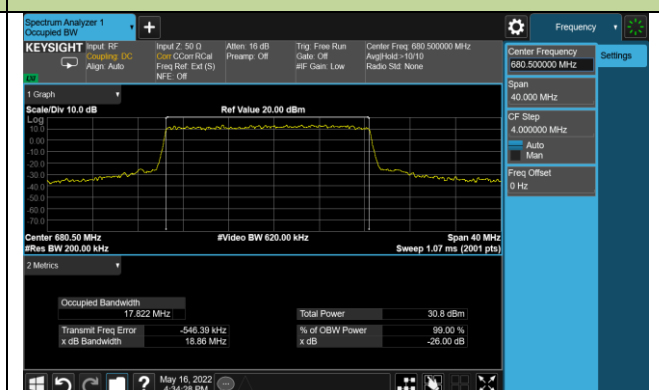 Spectrum Analyzer 1
Occupied BW
+
Frequency
KEYSIGHT
Input: RF
Coupling: DC
Align: Auto
Input Z: 50 Ω
Corr CCorr RCal
Freq Ref: Ext (S)
NFE: Off
Atten: 16 dB
Preamp: Off
Trig: Free Run
Gate: Off
#IF Gain: Low
Center Freq: 680.500000 MHz
Avg|Hold:>10/10
Radio Std: None
Center Frequency
680.500000 MHz
Settings
Span
40.000 MHz
CF Step
4.000000 MHz
Auto
Man
Freq Offset
0 Hz
1 Graph
Scale/Div 10.0 dB
Ref Value 20.00 dBm
Log
10.0
0.00
-10.0
-20.0
-30.0
-40.0
-50.0
-60.0
-70.0
Center 680.50 MHz
#Video BW 620.00 kHz
Span 40 MHz
#Res BW 200.00 kHz
Sweep 1.07 ms (2001 pts)
2 Metrics
Occupied Bandwidth
17.822 MHz
Total Power 30.8 dBm
Transmit Freq Error -546.39 kHz
% of OBW Power 99.00 %
x dB Bandwidth 18.86 MHz
x dB -26.00 dB
?
May 16, 2022
4:34:28 PM